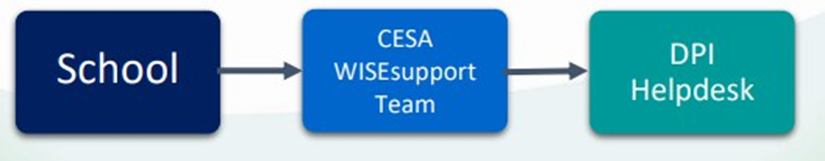 School
CESA
WISEsupport
Team
DPI
Helpdesk